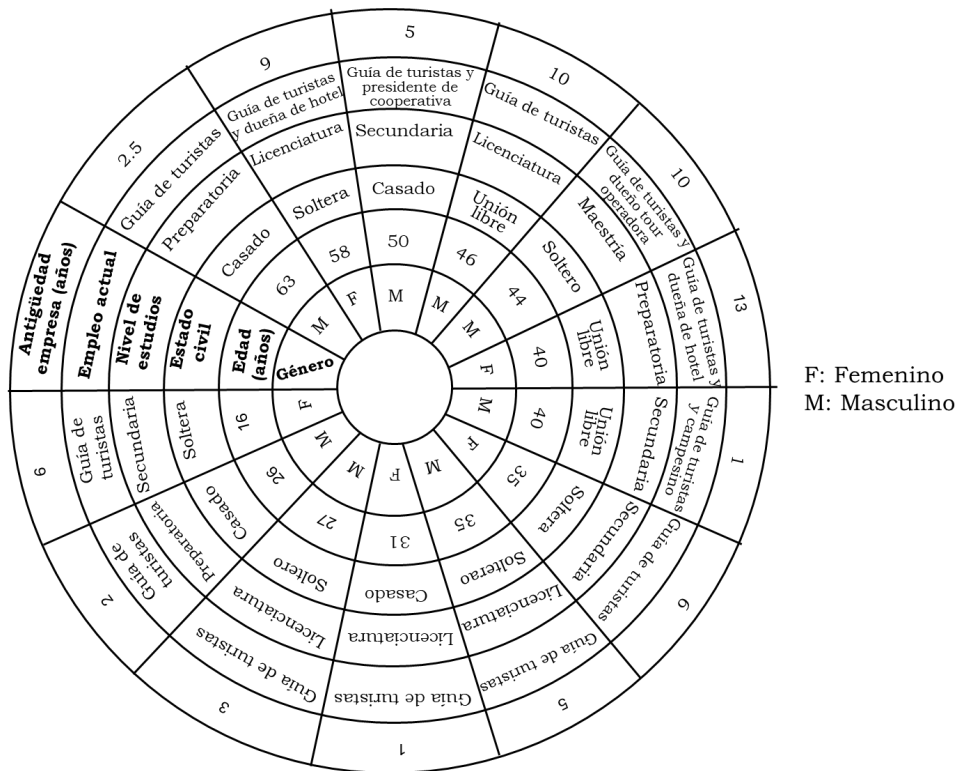 Antigüedad
empresa (años)
Empleo actual
Nivel de
estudios
Estado
civil
Edad
(años)
Género
2.5
Guía de turistas
Preparatoria
Casado
63
M
9
Guía de turistas
y dueña de hotel
Licenciatura
Soltera
58
F
5
Guía de turistas y
presidente de
cooperativa
Secundaria
Casado
50
M
10
Guía de turistas
Licenciatura
Unión
libre
46
M
10
Guía de turistas y
dueño tour
operadora
Maestría
Soltero
44
M
13
Guía de turistas y
dueña de hotel
Preparatoria
Unión
libre
40
F
1
Guía de turistas
y campesino
Secundaria
Unión
libre
40
M
6
Guía de turistas
Secundaria
Soltera
35
F
5
Guía de turistas
Licenciatura
Solterao
35
M
1
Guía de turistas
Licenciatura
Casado
31
F
3
Guía de turistas
Licenciatura
Soltero
27
M
2
Guía de
turistas
Preparatoria
Casado
26
M
6
Guía de
turistas
Secundaria
Soltera
16
F
F: Femenino
M: Masculino